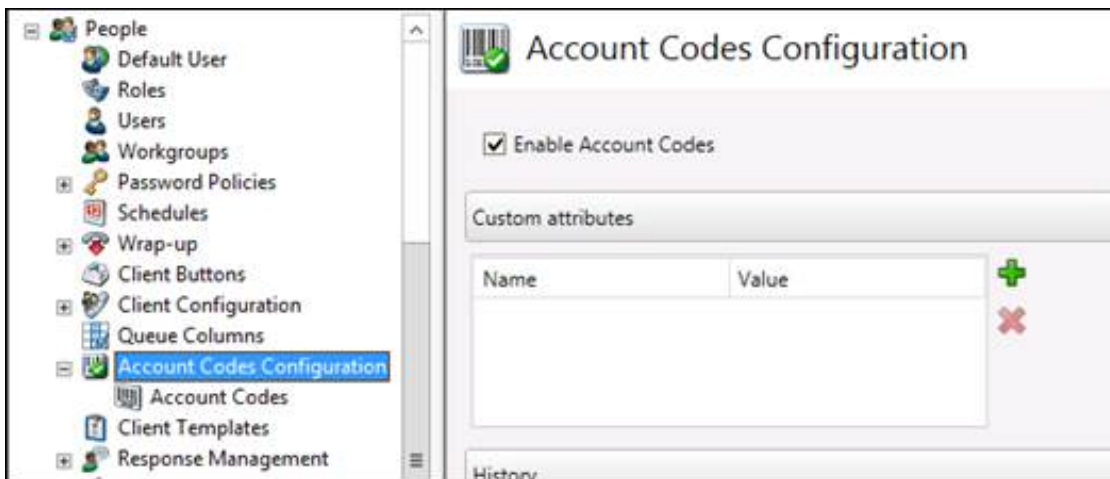 People
Default User
Roles
Users
Workgroups
Password Policies
Schedules
Wrap-up
Client Buttons
Client Configuration
Queue Columns
Account Codes Configuration
Account Codes
Client Templates
Response Management
Account Codes Configuration
Enable Account Codes
Custom attributes
Name Value
History